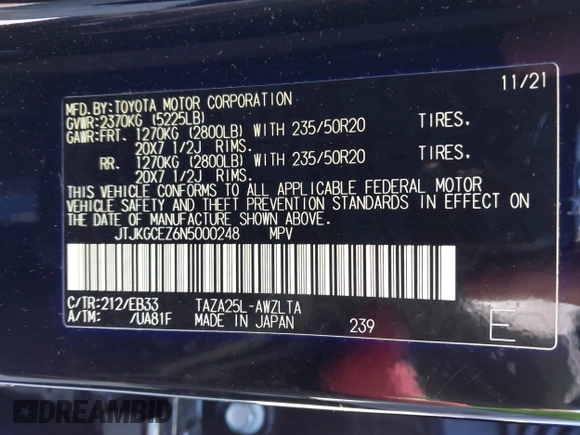 11/21
MFD.BY:TOYOTA MOTOR CORPORATION
GVWR:2370KG (5225LB)
GAWR:FRT. 1270KG (2800LB) WITH 235/50R20 TIRES,
20X7 1/2J RIMS.
RR. 1270KG (2800LB) WITH 235/50R20 TIRES,
20X7 1/2J RIMS.
THIS VEHICLE CONFORMS TO ALL APPLICABLE FEDERAL MOTOR
VEHICLE SAFETY AND THEFT PREVENTION STANDARDS IN EFFECT ON
THE DATE OF MANUFACTURE SHOWN ABOVE.
JTJKGCEZ6N5000248 MPV
C/TR:212/EB33 TAZA25L-AWZLTA
A/TM: /UA81F MADE IN JAPAN 239 E
DREAMBID